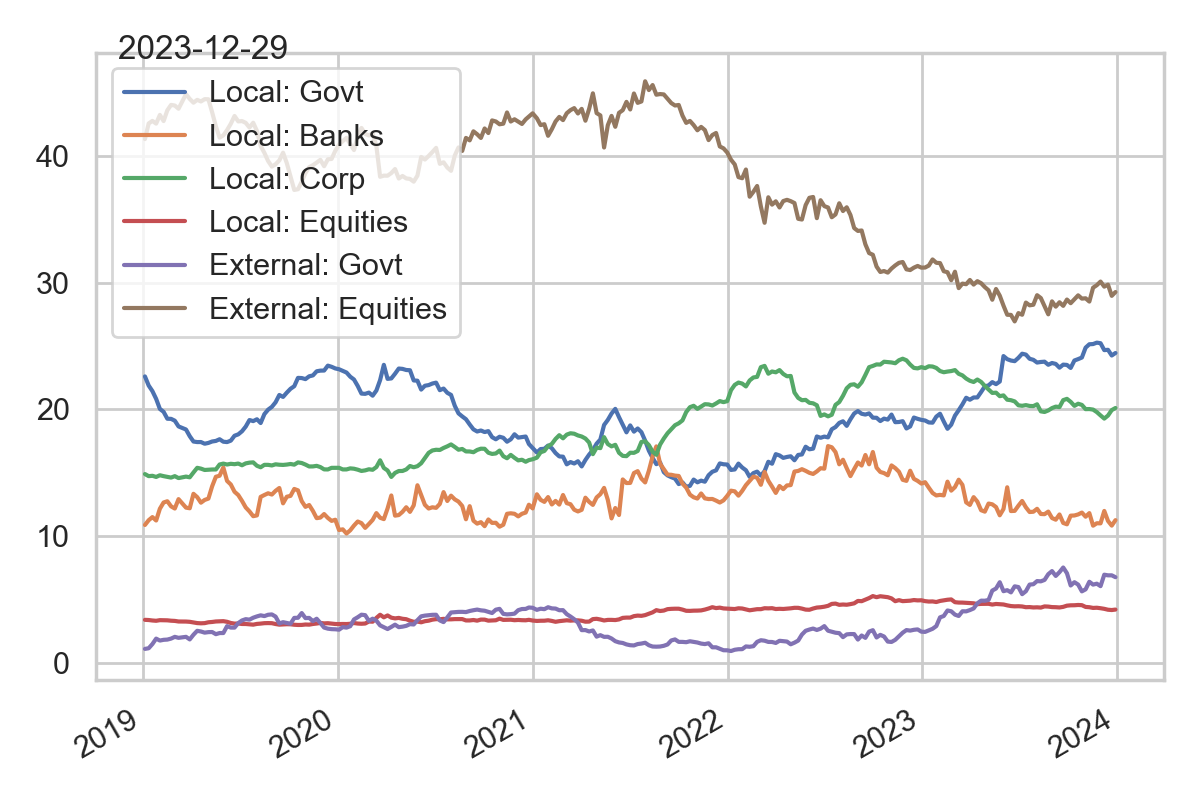 2023-12-29
Local: Govt
Local: Banks
Local: Corp
Local: Equities
External: Govt
External: Equities
40
30
20
10
0
2019
2020
2021
2022
2023
2024